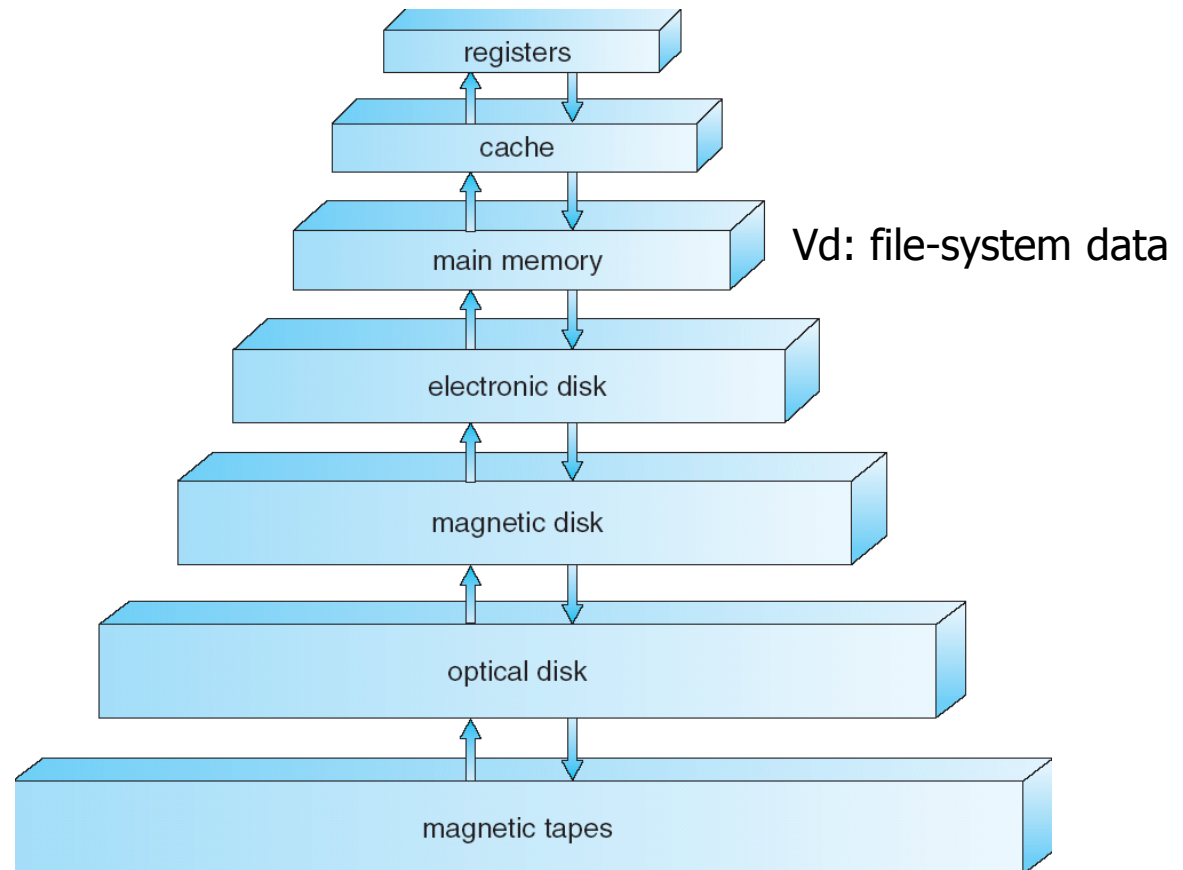 registers
cache
main memory
Vd: file-system data
electronic disk
magnetic disk
optical disk
magnetic tapes